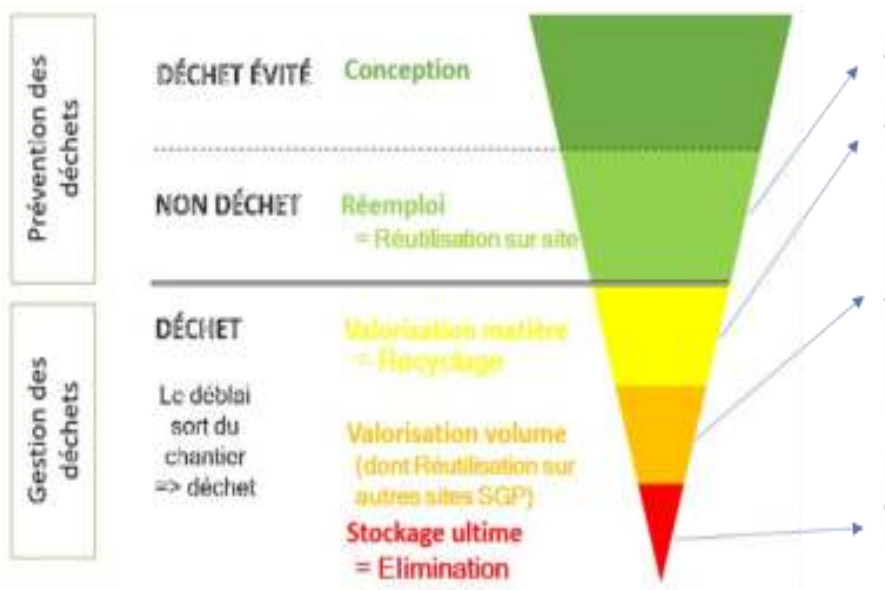 Prévention des
déchets
DÉCHET ÉVITÉ
Conception
NON DÉCHET
Réemploi
= Réutilisation sur site
Gestion des
déchets
DÉCHET
Le déblai
sort du
chantier
=> déchet
Valorisation matière
= Recyclage
Valorisation volume
(dont Réutilisation sur
autres sites SGP)
Stockage ultime
= Elimination